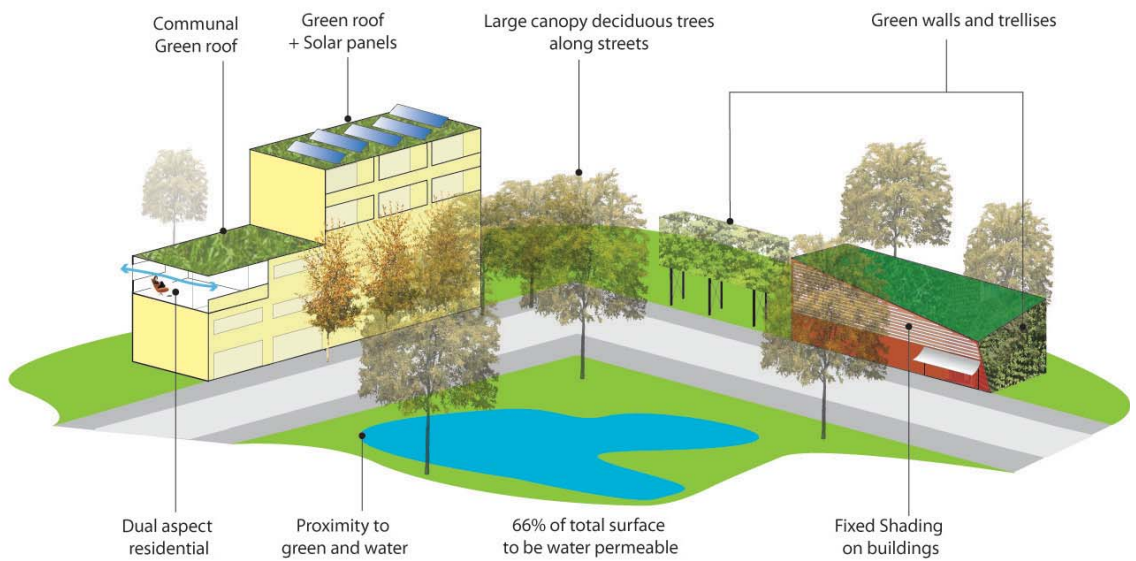 Communal
Green roof
Green roof
+ Solar panels
Large canopy deciduous trees
along streets
Green walls and trellises
Dual aspect
residential
Proximity to
green and water
66% of total surface
to be water permeable
Fixed Shading
on buildings